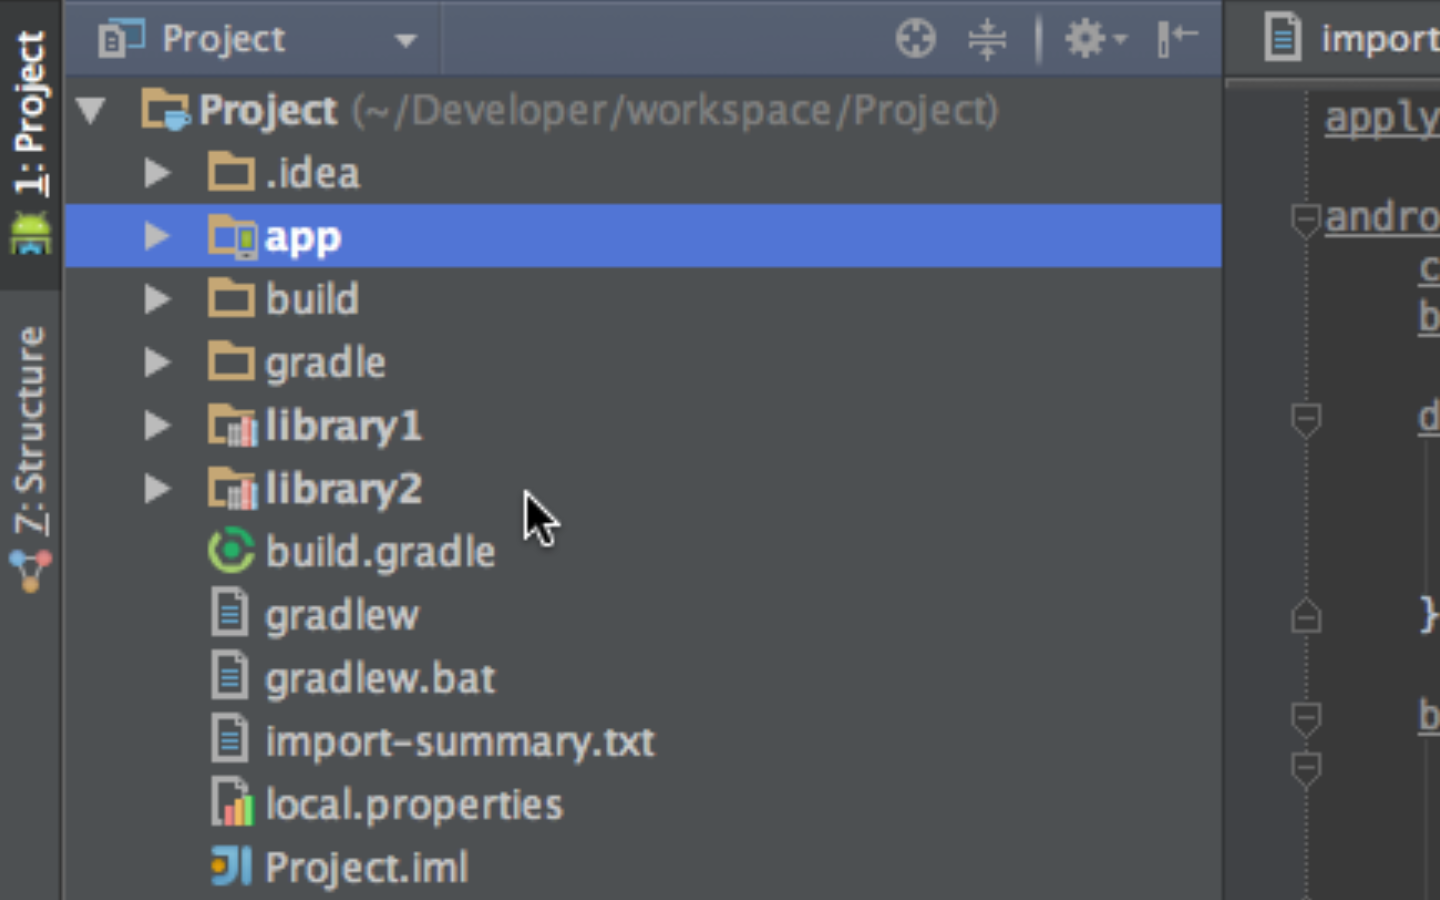 1: Project
7: Structure
Project
Project (~/Developer/workspace/Project)
.idea
app
build
gradle
library1
library2
build.gradle
gradlew
gradlew.bat
import-summary.txt
local.properties
Project.iml
import
apply
andro
c
b
d
}
b